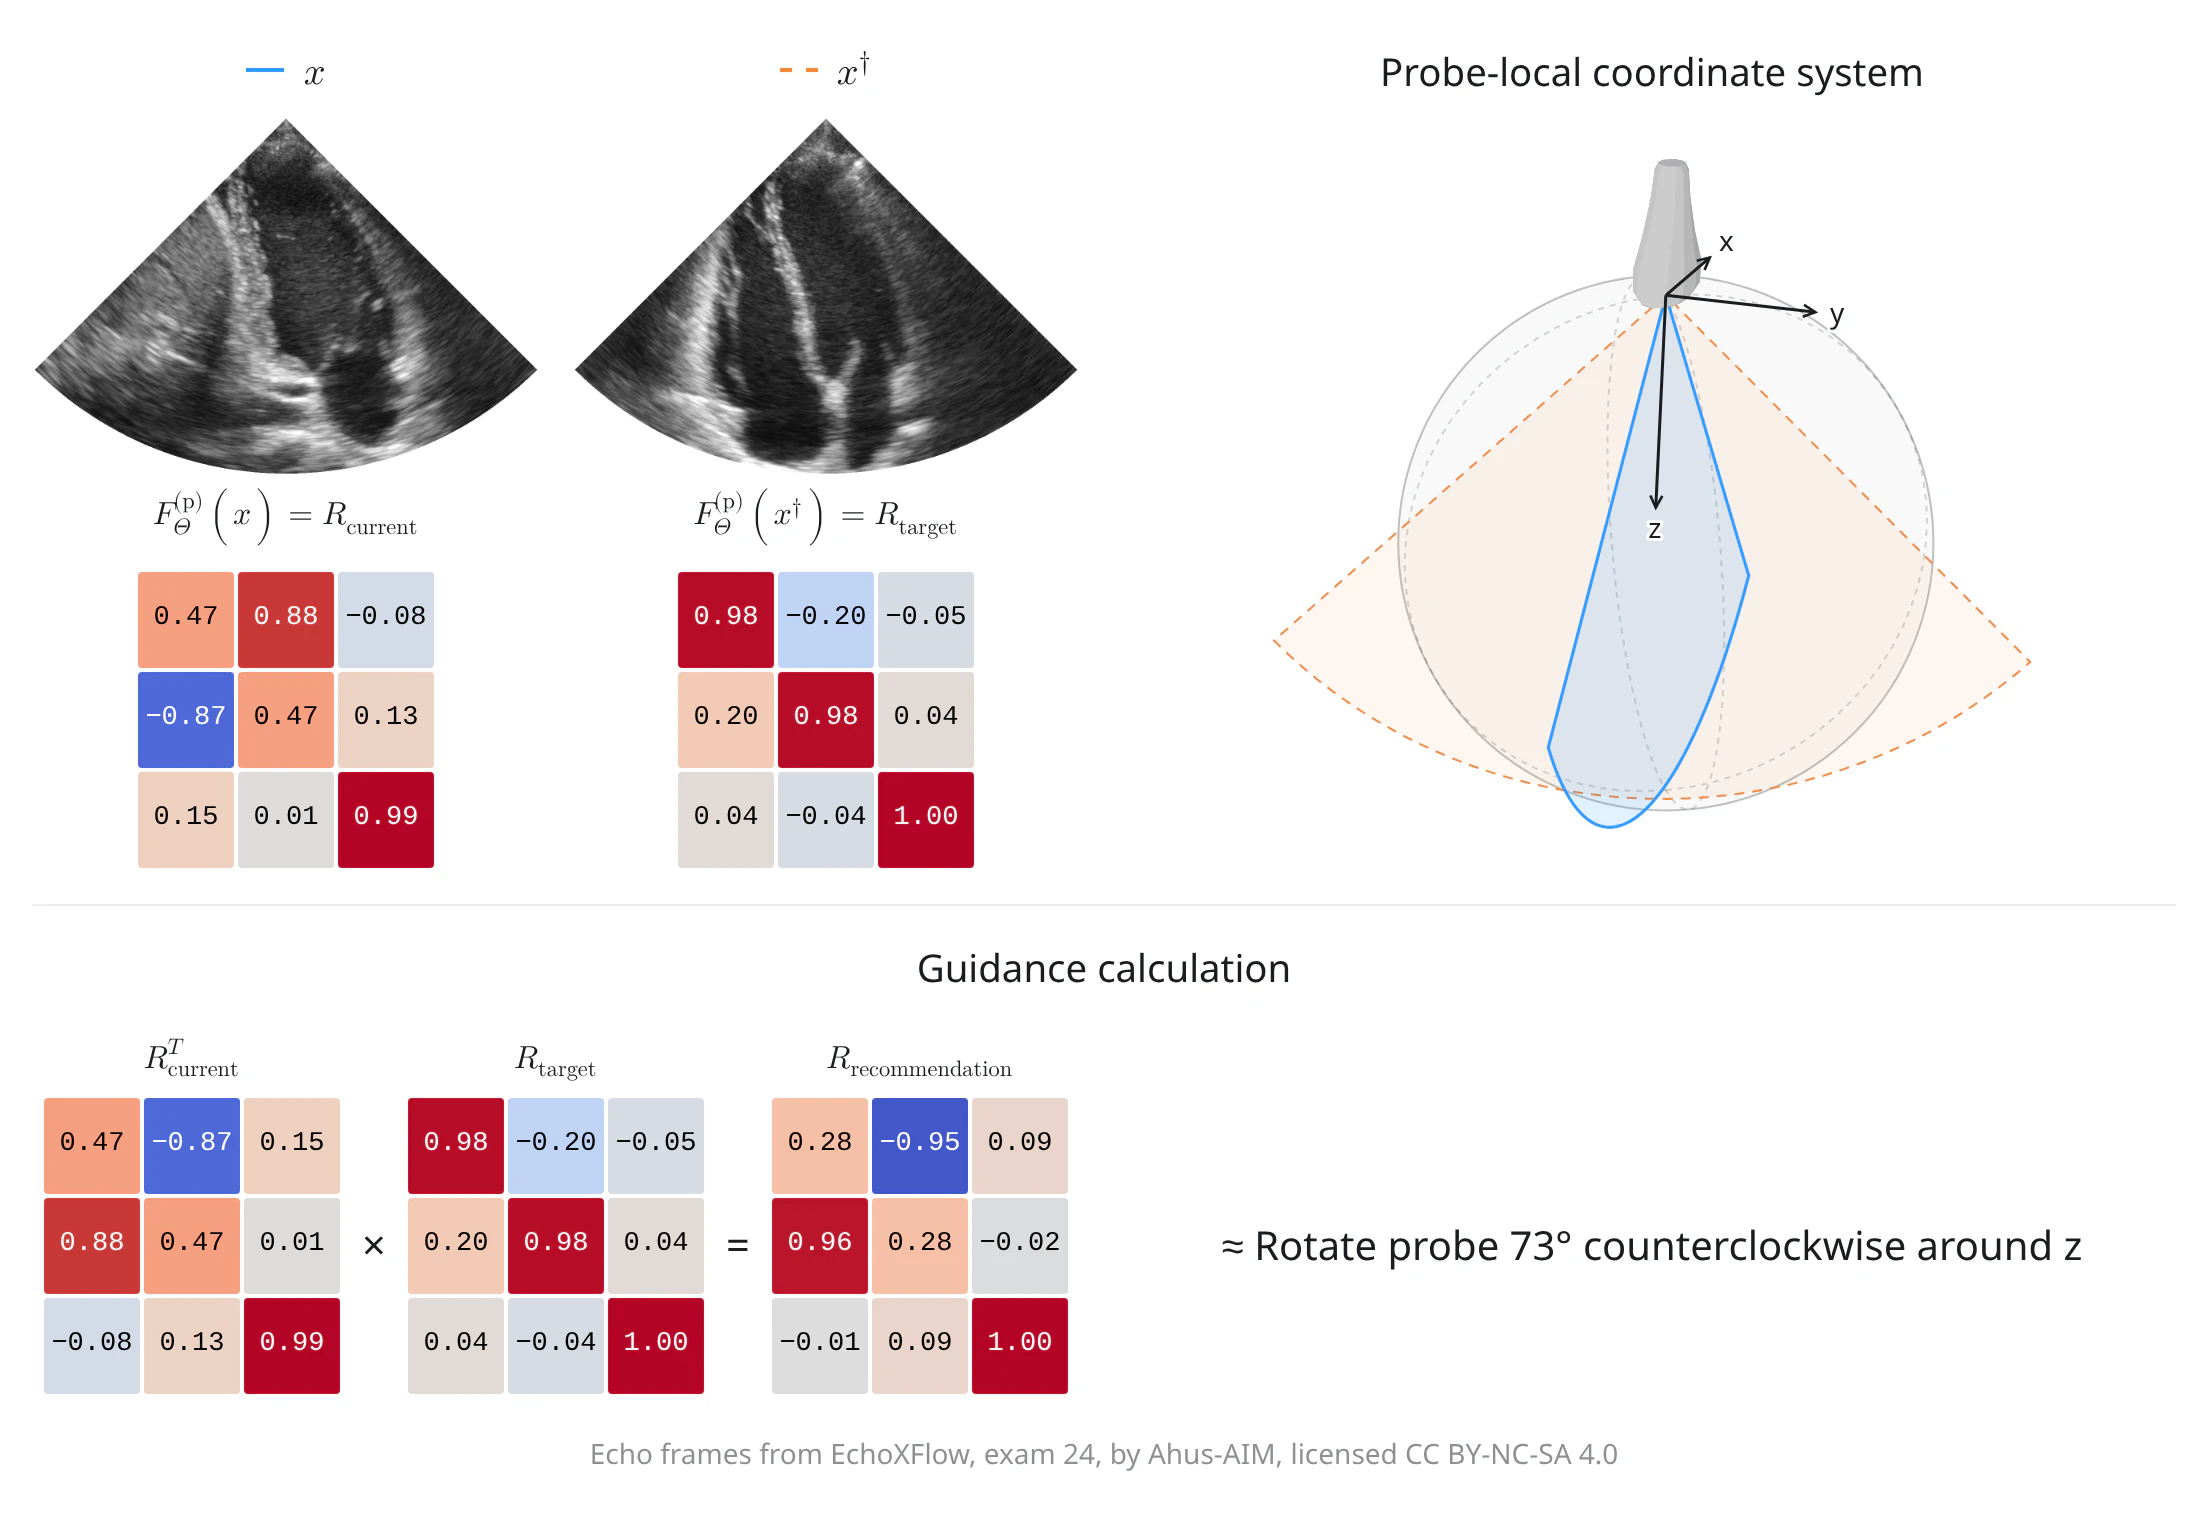 x
x†
Probe-local coordinate system
x
y
z
F_Θ^(p) ( x ) = R_current
F_Θ^(p) ( x† ) = R_target
0.47 0.88 −0.08
−0.87 0.47 0.13
0.15 0.01 0.99
0.98 −0.20 −0.05
0.20 0.98 0.04
0.04 −0.04 1.00
Guidance calculation
R^T_current
R_target
R_recommendation
0.47 −0.87 0.15
0.88 0.47 0.01
−0.08 0.13 0.99
×
0.98 −0.20 −0.05
0.20 0.98 0.04
0.04 −0.04 1.00
=
0.28 −0.95 0.09
0.96 0.28 −0.02
−0.01 0.09 1.00
≈ Rotate probe 73° counterclockwise around z
Echo frames from EchoXFlow, exam 24, by Ahus-AIM, licensed CC BY-NC-SA 4.0